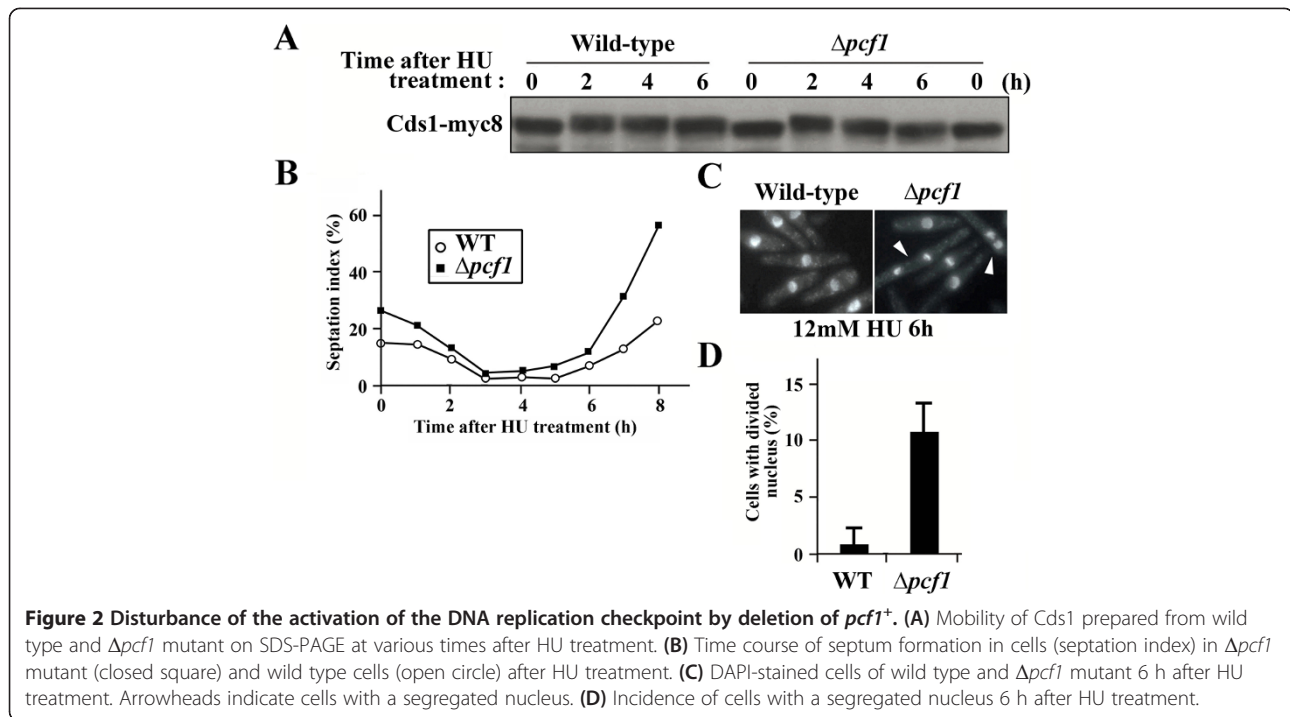 A
Wild-type Δpcf1
Time after HU
treatment : 0 2 4 6 0 2 4 6 0 (h)
Cds1-myc8
B
Septation index (%)
60
40
20
0
WT
Δpcf1
0 2 4 6 8
Time after HU treatment (h)
C
Wild-type Δpcf1
12mM HU 6h
D
Cells with divided
nucleus (%)
15
10
5
0
WT Δpcf1
Figure 2 Disturbance of the activation of the DNA replication checkpoint by deletion of pcf1+. (A) Mobility of Cds1 prepared from wild
type and Δpcf1 mutant on SDS-PAGE at various times after HU treatment. (B) Time course of septum formation in cells (septation index) in Δpcf1
mutant (closed square) and wild type cells (open circle) after HU treatment. (C) DAPI-stained cells of wild type and Δpcf1 mutant 6 h after HU
treatment. Arrowheads indicate cells with a segregated nucleus. (D) Incidence of cells with a segregated nucleus 6 h after HU treatment.